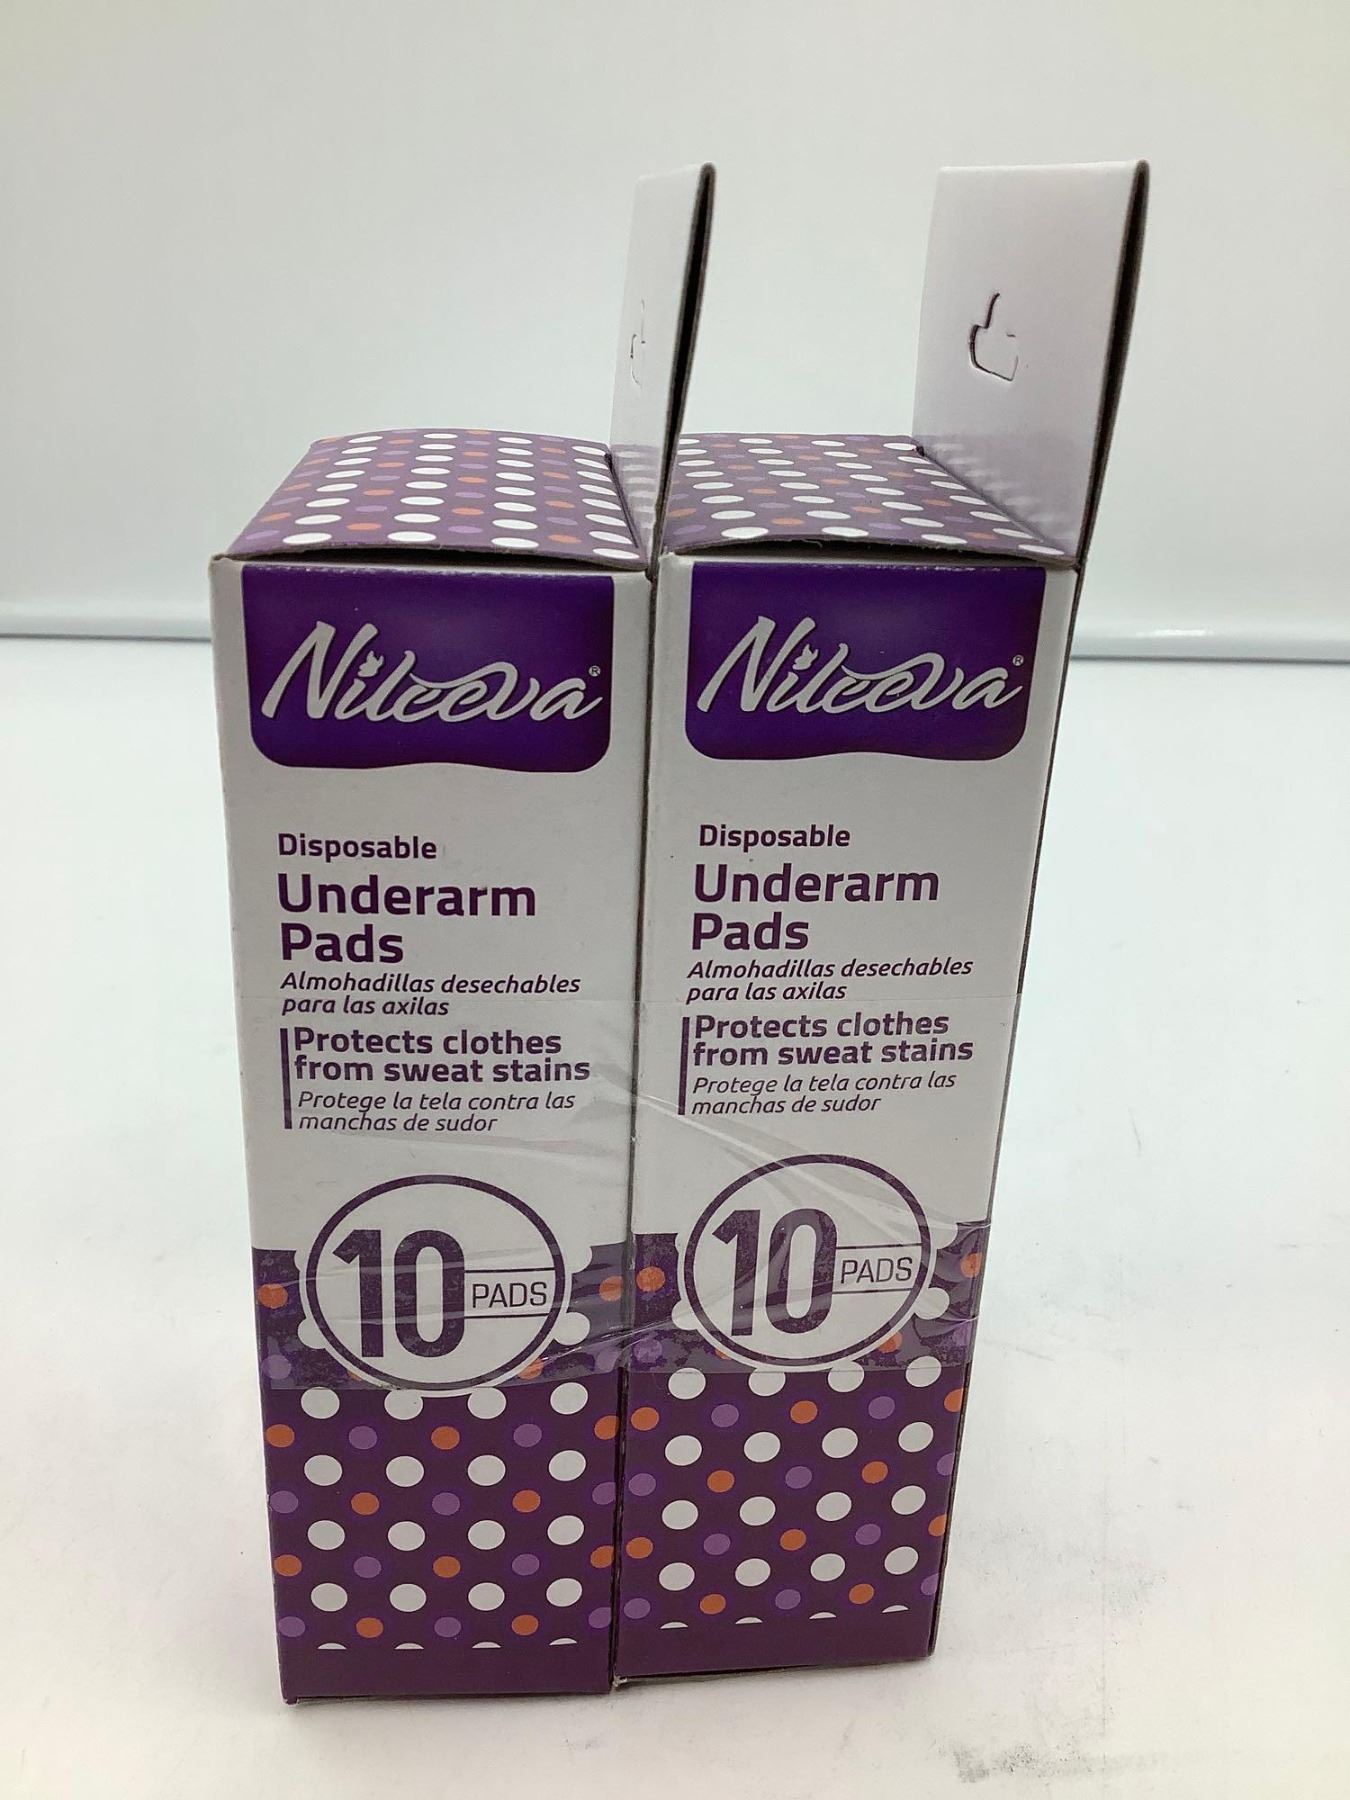 Nileeva®
Disposable
Underarm
Pads
Almohadillas desechables
para las axilas
Protects clothes
from sweat stains
Protege la tela contra las
manchas de sudor
10 PADS
Nileeva®
Disposable
Underarm
Pads
Almohadillas desechables
para las axilas
Protects clothes
from sweat stains
Protege la tela contra las
manchas de sudor
10 PADS